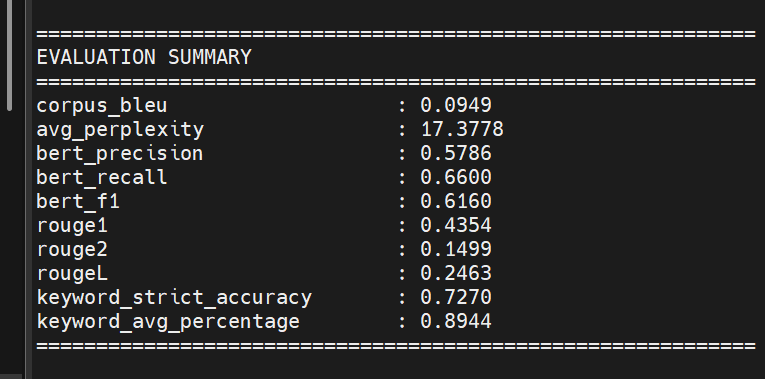 ============================================================
EVALUATION SUMMARY
============================================================
corpus_bleu                   : 0.0949
avg_perplexity                : 17.3778
bert_precision                : 0.5786
bert_recall                   : 0.6600
bert_f1                       : 0.6160
rouge1                        : 0.4354
rouge2                        : 0.1499
rougeL                        : 0.2463
keyword_strict_accuracy       : 0.7270
keyword_avg_percentage        : 0.8944
============================================================